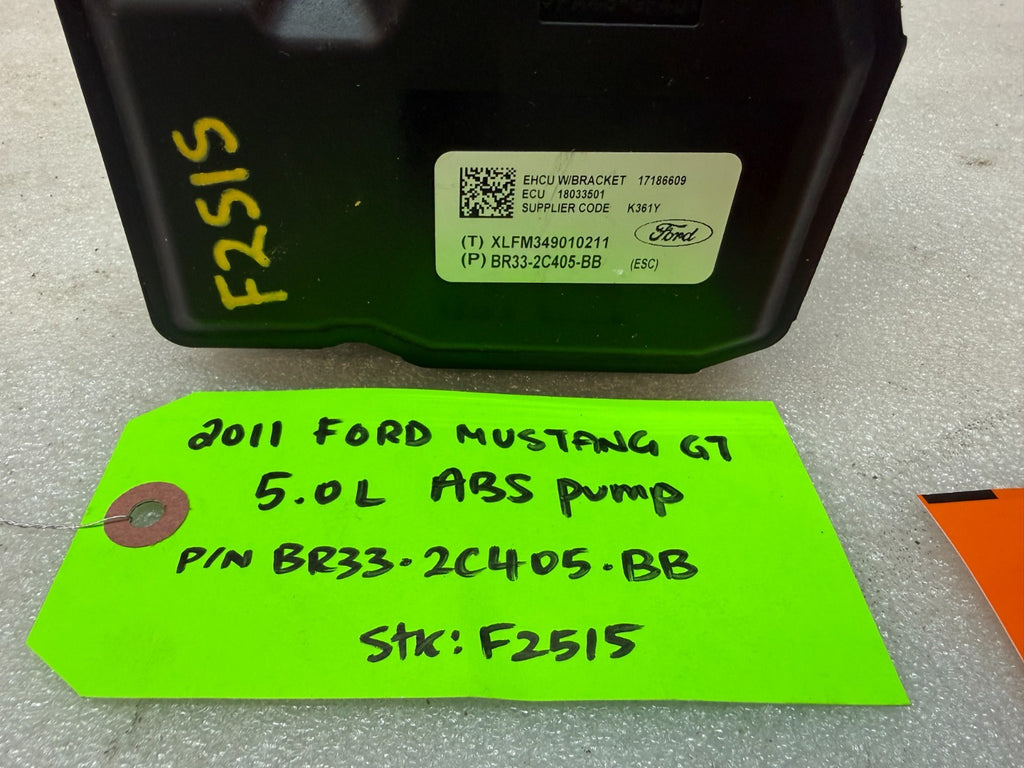 F2515
EHCU W/BRACKET 17186609
ECU 18033501
SUPPLIER CODE K361Y
Ford
(T) XLFM349010211
(P) BR33-2C405-BB (ESC)
2011 FORD MUSTANG GT
5.0L ABS pump
P/N BR33-2C405-BB
Stk: F2515